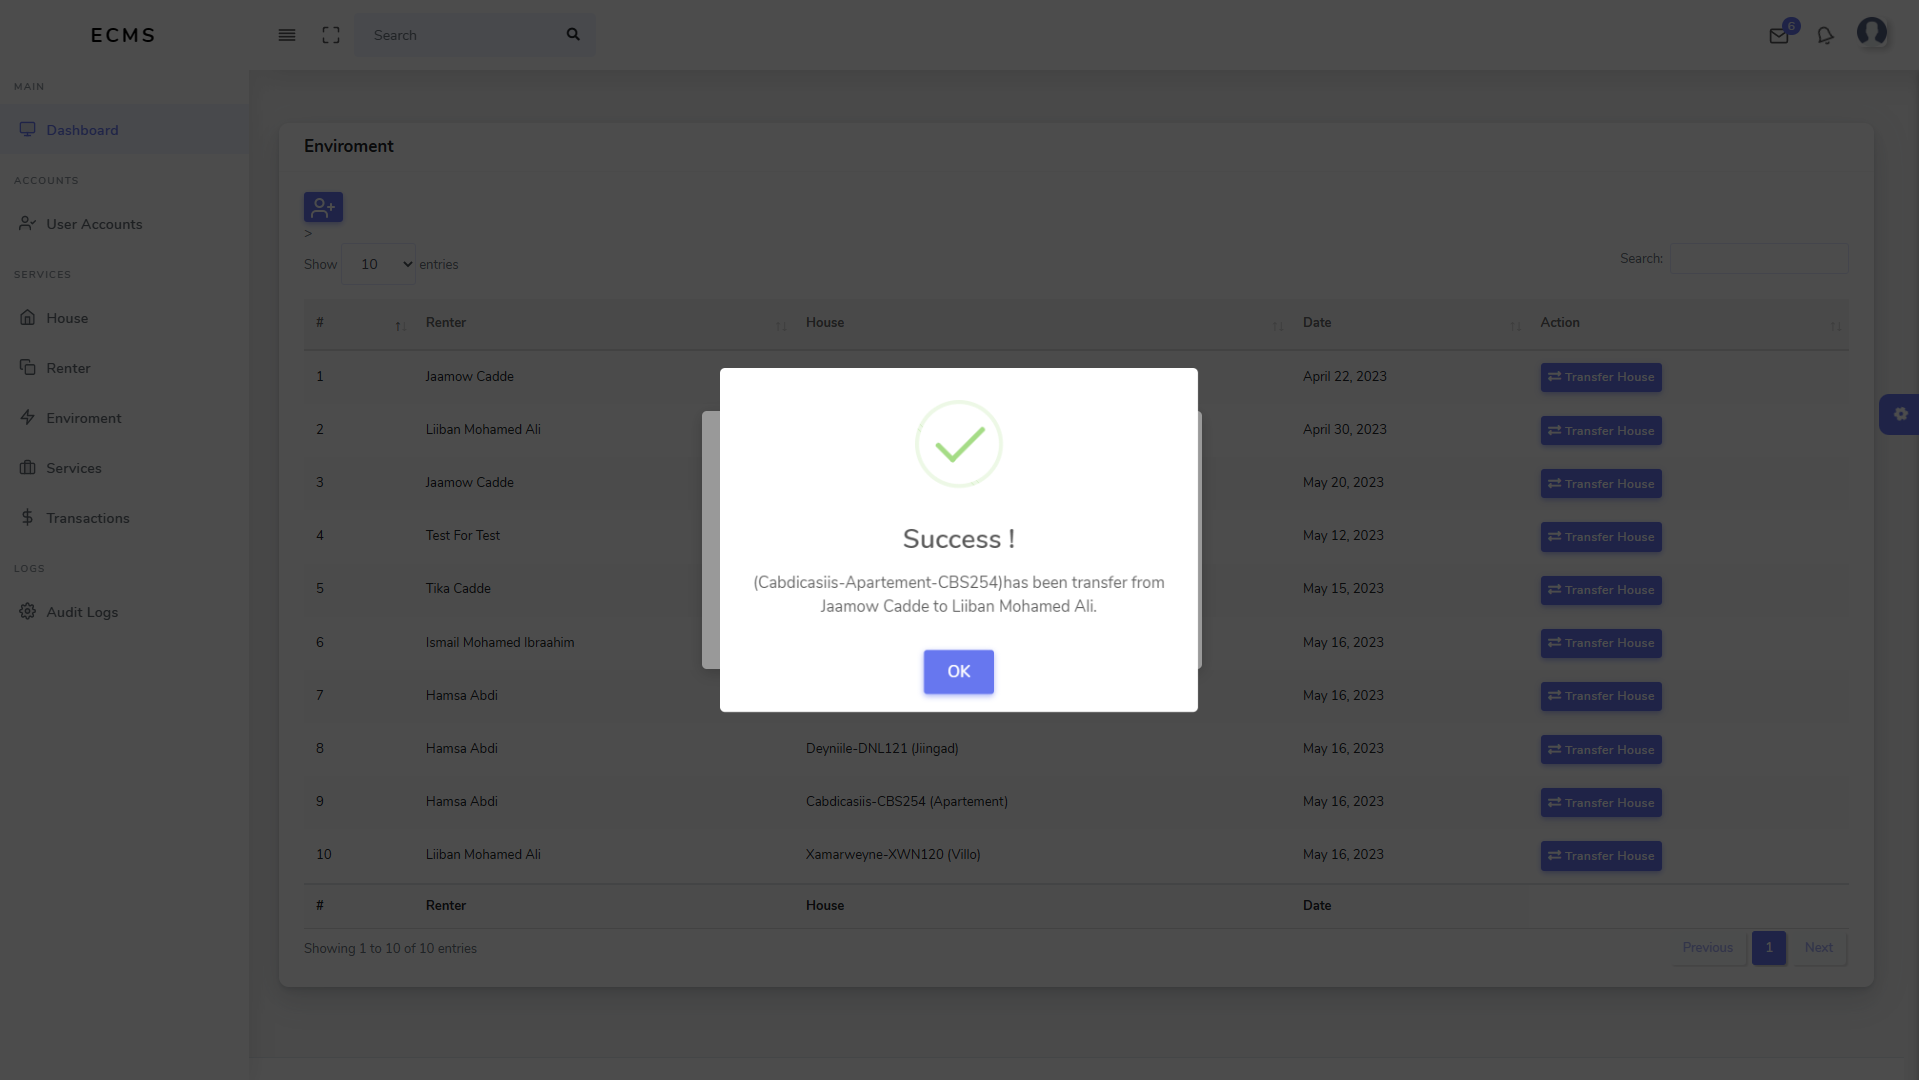 ECMS
Search
6
MAIN
Dashboard
ACCOUNTS
User Accounts
SERVICES
House
Renter
Enviroment
Services
Transactions
LOGS
Audit Logs
Enviroment
>
Show 10 entries
Search:
# Renter House Date Action
1 Jaamow Cadde April 22, 2023 Transfer House
2 Liiban Mohamed Ali April 30, 2023 Transfer House
3 Jaamow Cadde May 20, 2023 Transfer House
4 Test For Test May 12, 2023 Transfer House
5 Tika Cadde May 15, 2023 Transfer House
6 Ismail Mohamed Ibraahim May 16, 2023 Transfer House
7 Hamsa Abdi May 16, 2023 Transfer House
8 Hamsa Abdi Deyniile-DNL121 (Jiingad) May 16, 2023 Transfer House
9 Hamsa Abdi Cabdicasiis-CBS254 (Apartement) May 16, 2023 Transfer House
10 Liiban Mohamed Ali Xamarweyne-XWN120 (Villo) May 16, 2023 Transfer House
# Renter House Date
Showing 1 to 10 of 10 entries
Previous 1 Next
Success !
(Cabdicasiis-Apartement-CBS254)has been transfer from
Jaamow Cadde to Liiban Mohamed Ali.
OK